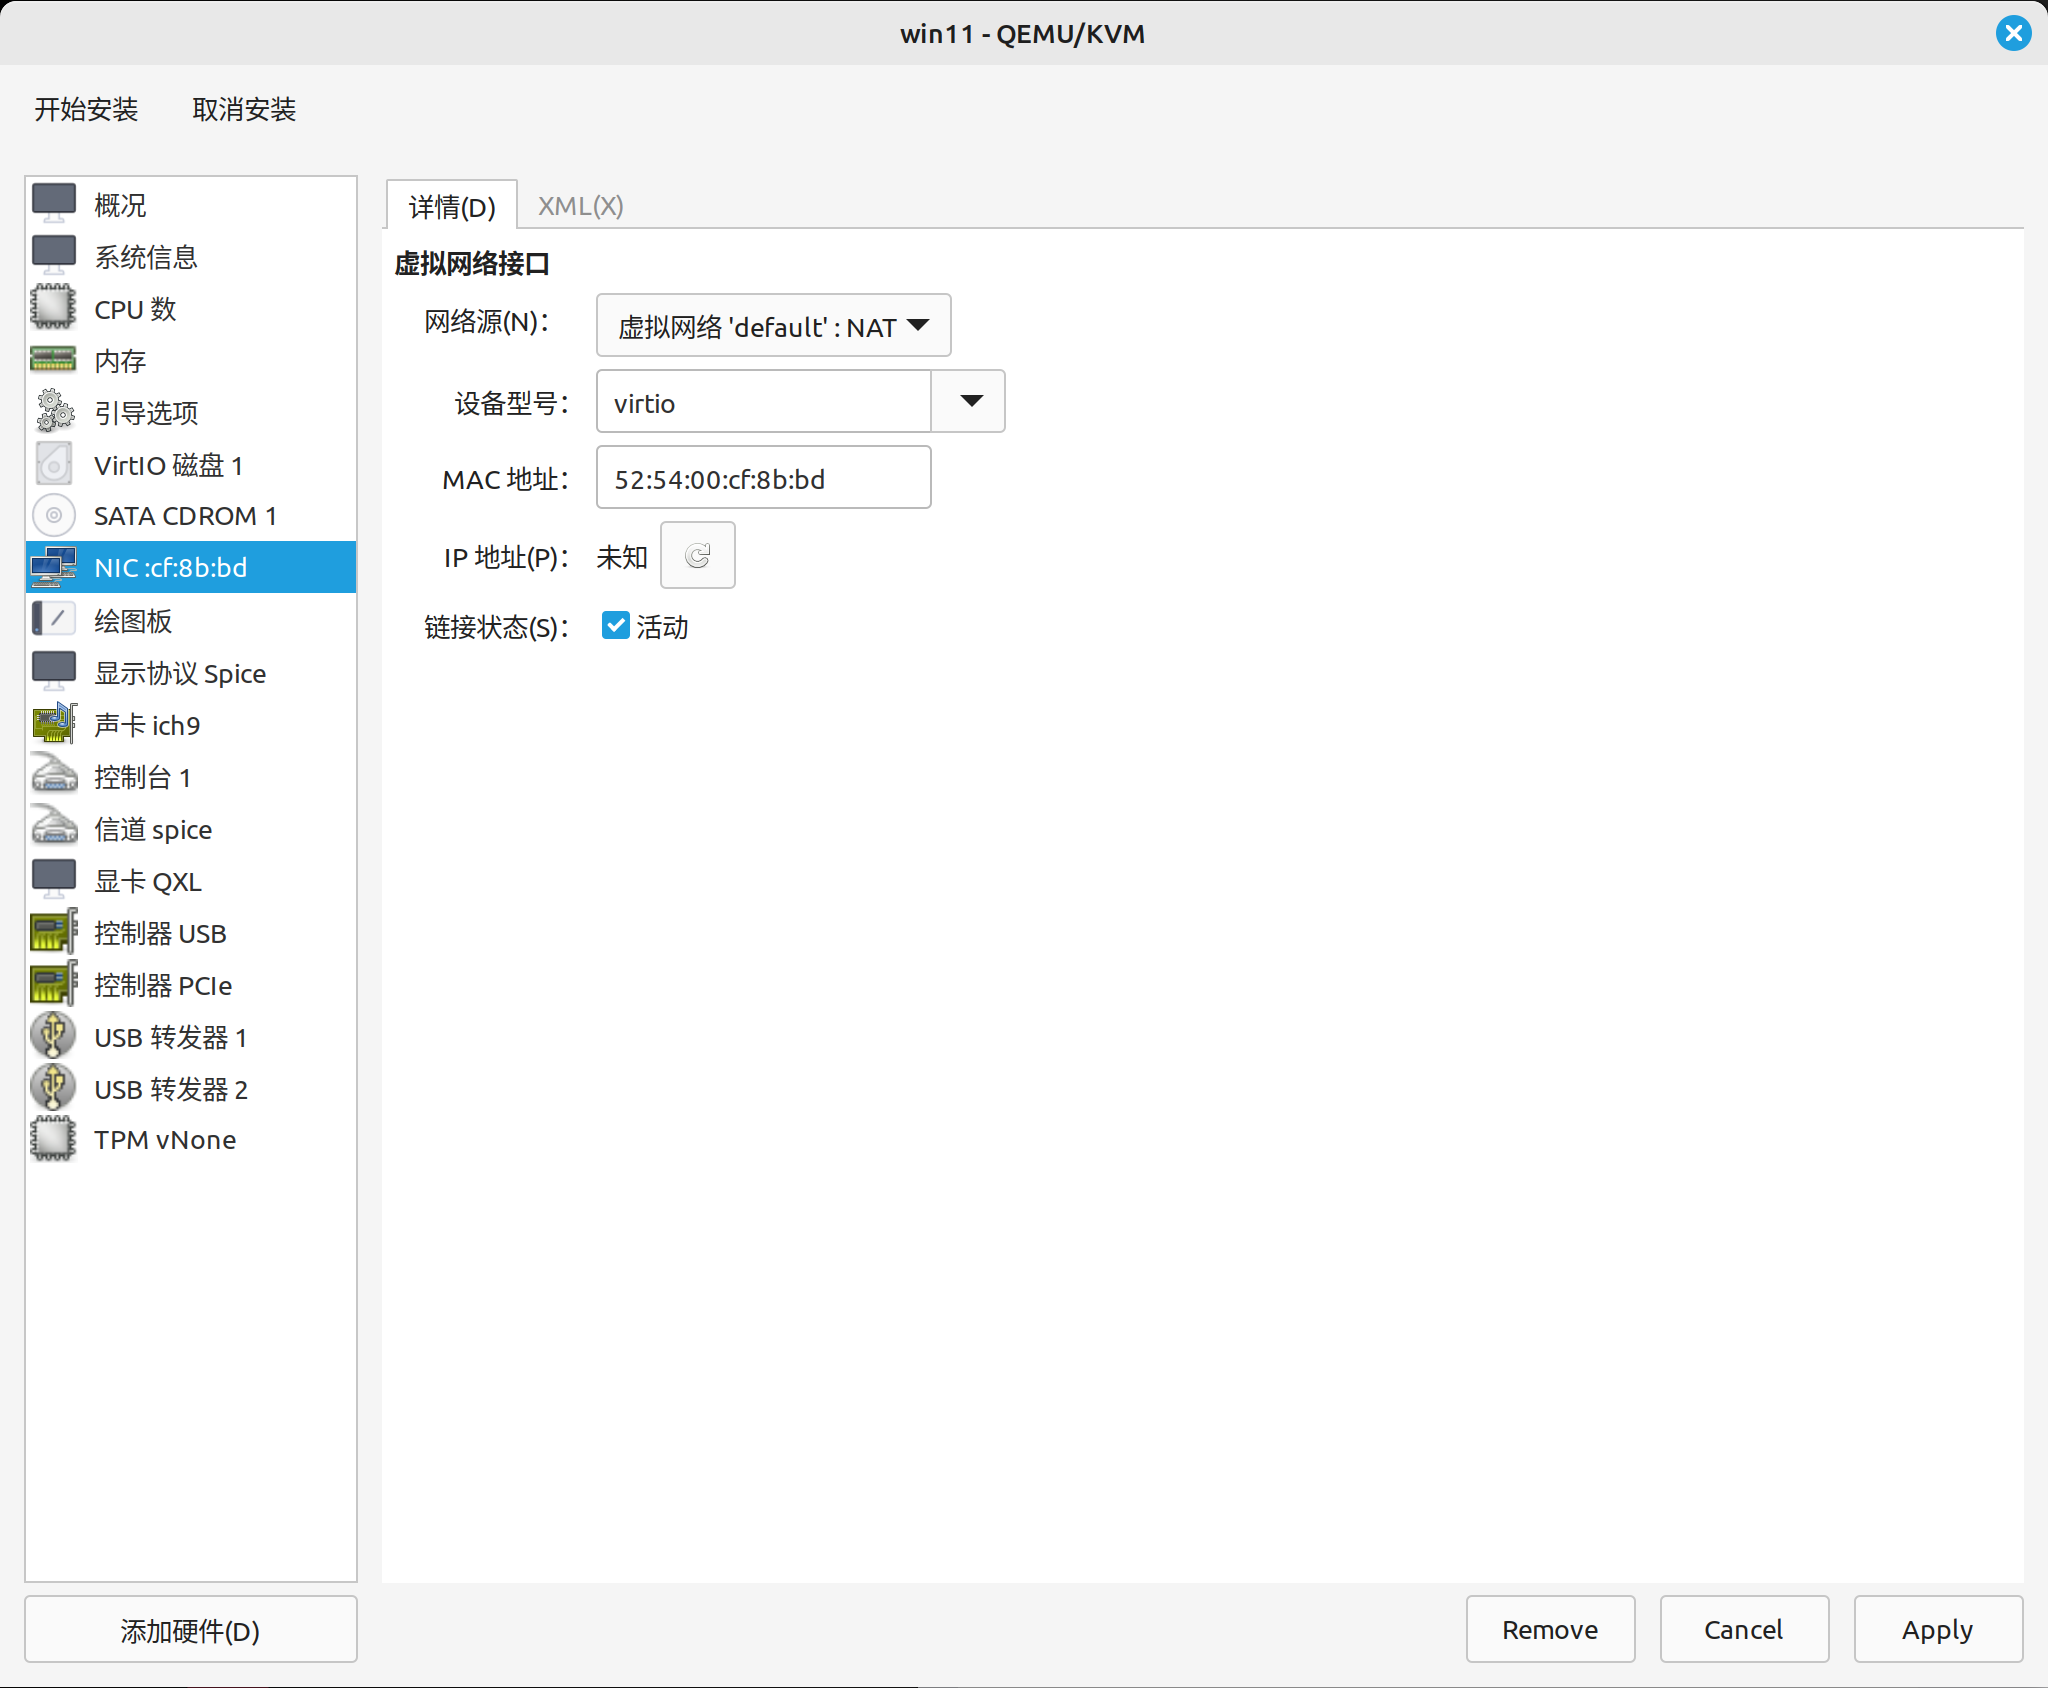 win11 - QEMU/KVM
开始安装 取消安装
概况
系统信息
CPU 数
内存
引导选项
VirtIO 磁盘 1
SATA CDROM 1
NIC :cf:8b:bd
绘图板
显示协议 Spice
声卡 ich9
控制台 1
信道 spice
显卡 QXL
控制器 USB
控制器 PCIe
USB 转发器 1
USB 转发器 2
TPM vNone
添加硬件(D)
详情(D) XML(X)
虚拟网络接口
网络源(N)： 虚拟网络 'default' : NAT
设备型号： virtio
MAC 地址： 52:54:00:cf:8b:bd
IP 地址(P)： 未知
链接状态(S)： 活动
Remove Cancel Apply